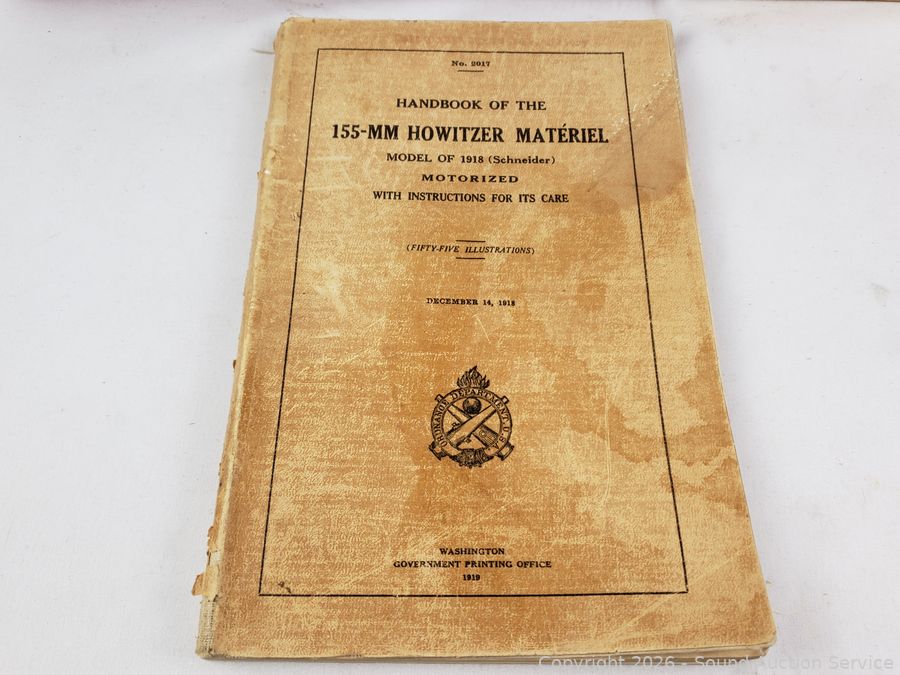 No. 2017
HANDBOOK OF THE
155-MM HOWITZER MATÉRIEL
MODEL OF 1918 (Schneider)
MOTORIZED
WITH INSTRUCTIONS FOR ITS CARE
(FIFTY-FIVE ILLUSTRATIONS)
DECEMBER 14, 1918
ORDNANCE DEPARTMENT U.S.A.
WASHINGTON
GOVERNMENT PRINTING OFFICE
1919
Copyright 2026 - Sound Auction Service